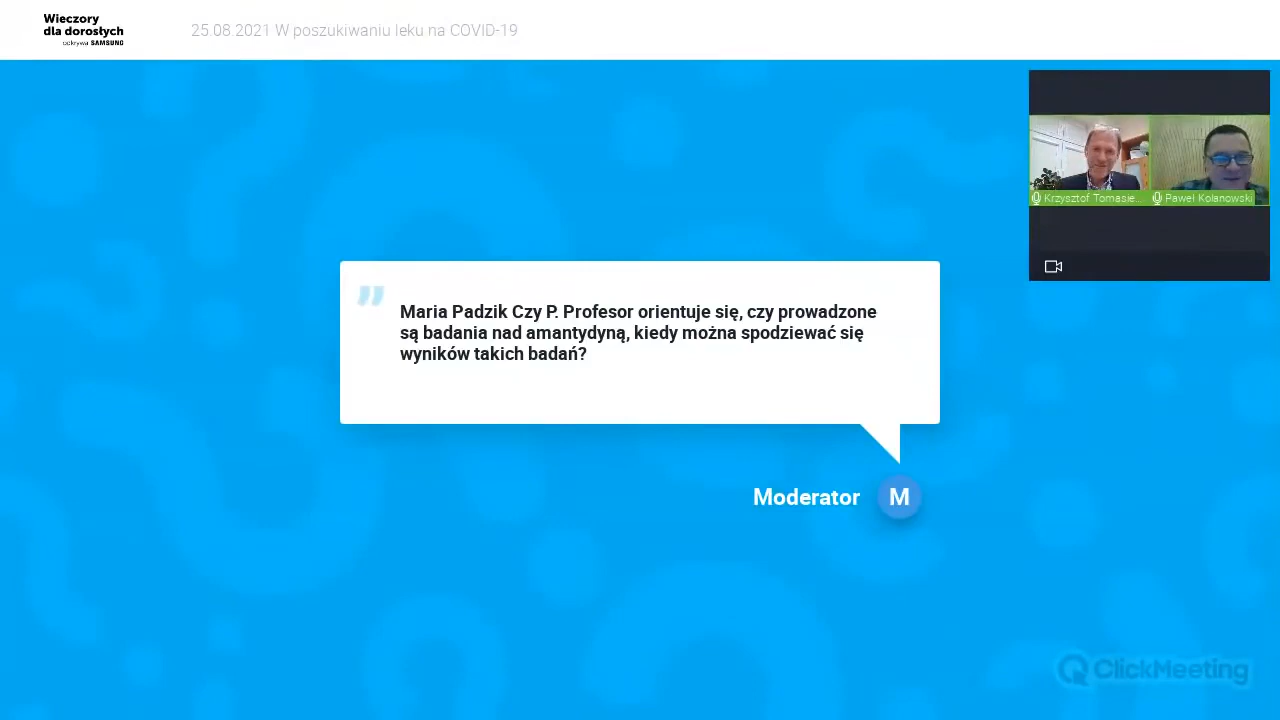 Wieczory
dla dorosłych
odkrywa SAMSUNG
25.08.2021 W poszukiwaniu leku na COVID-19
Krzysztof Tomasie...
Paweł Kolanowski
"
Maria Padzik Czy P. Profesor orientuje się, czy prowadzone
są badania nad amantydyną, kiedy można spodziewać się
wyników takich badań?
Moderator M
ClickMeeting